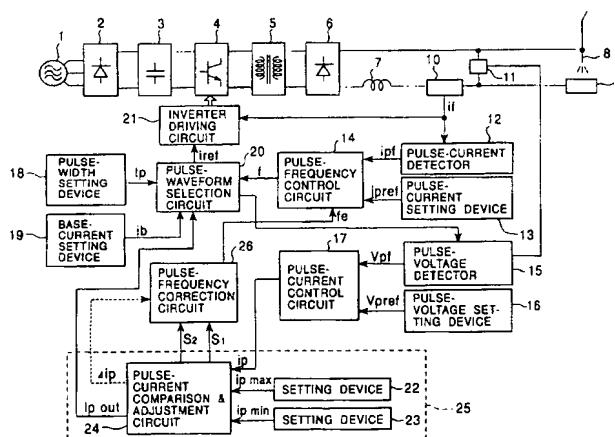 1
2
3
4
5
6
7
8
10
11
if
21
INVERTER
DRIVING
CIRCUIT
iref
20
14
12
18
PULSE-
WIDTH
SETTING
DEVICE
tp
PULSE-
WAVEFORM
SELECTION
CIRCUIT
f
PULSE-
FREQUENCY
CONTROL
CIRCUIT
ipf
PULSE-CURRENT
DETECTOR
ipref
PULSE-
CURRENT
SETTING DEVICE
13
19
BASE-
CURRENT
SETTING
DEVICE
ib
fe
26
17
PULSE-
FREQUENCY
CORRECTION
CIRCUIT
PULSE-
CURRENT
CONTROL
CIRCUIT
Vpf
PULSE-
VOLTAGE
DETECTOR
15
Vpref
PULSE-
VOLTAGE SET-
TING DEVICE
16
S2
S1
ip
⊿ip
Ip out
24
PULSE-
CURRENT
COMPARISON &
ADJUSTMENT
CIRCUIT
ip max
SETTING DEVICE
22
ip min
SETTING DEVICE
23
25